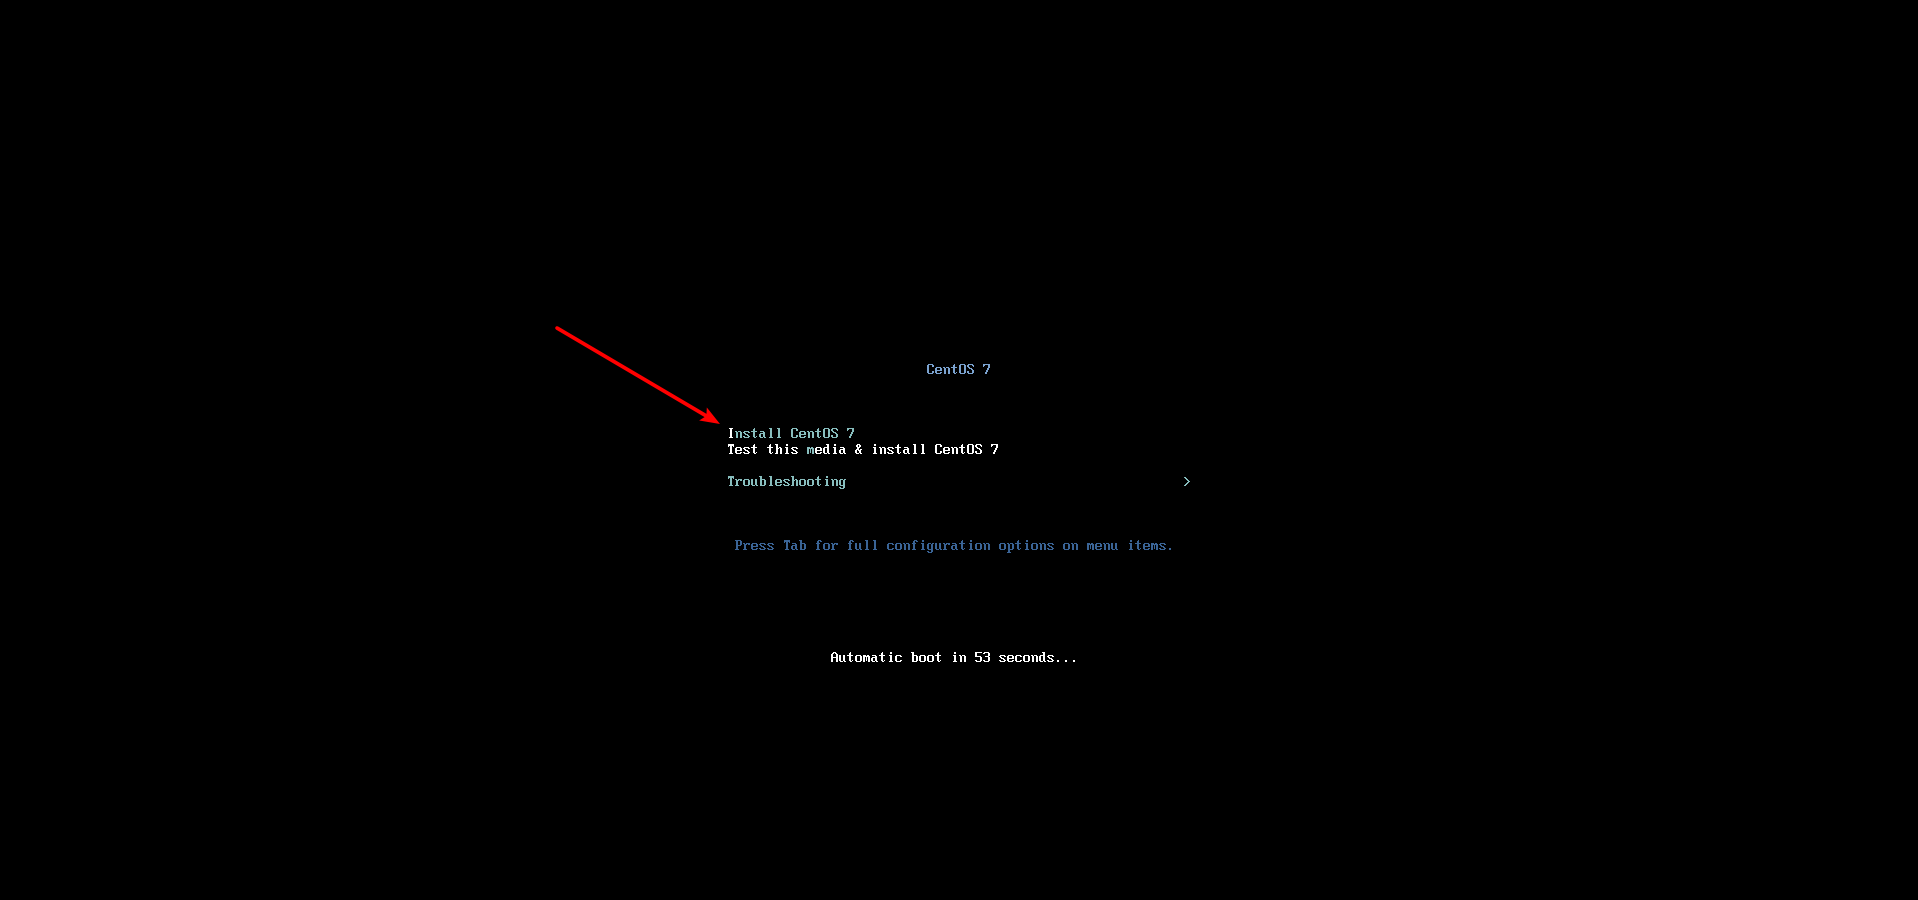 CentOS 7
Install CentOS 7
Test this media & install CentOS 7
Troubleshooting >
Press Tab for full configuration options on menu items.
Automatic boot in 53 seconds...